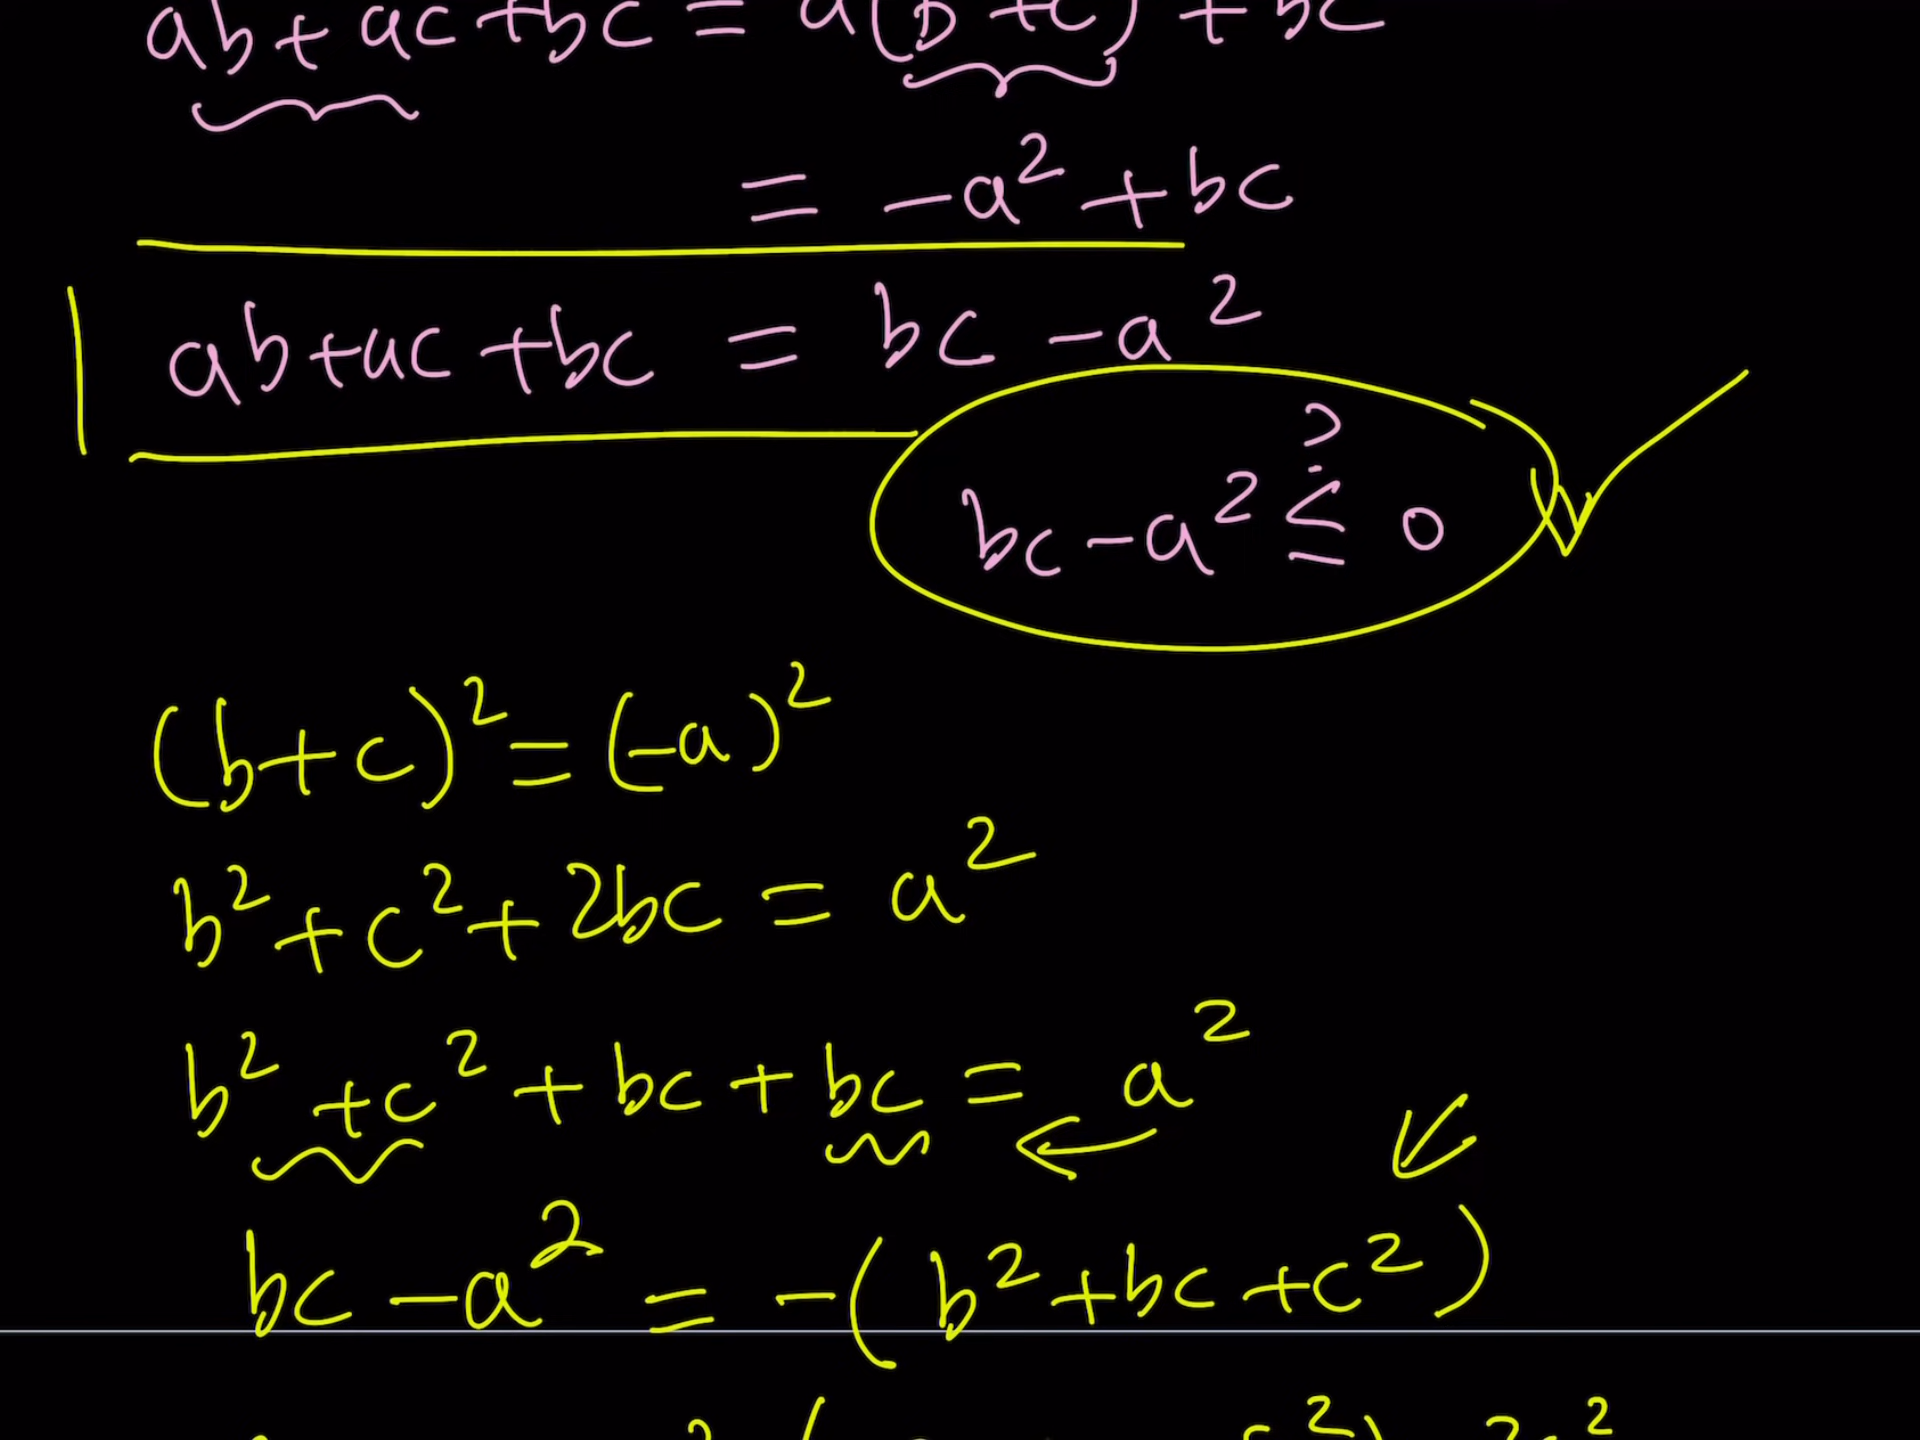 ab + ac + bc = a(b + c) + bc
= -a² + bc
ab + ac + bc = bc - a²
?
bc - a² ≤ 0
(b + c)² = (-a)²
b² + c² + 2bc = a²
b² + c² + bc + bc = a²
bc - a² = -(b² + bc + c²)